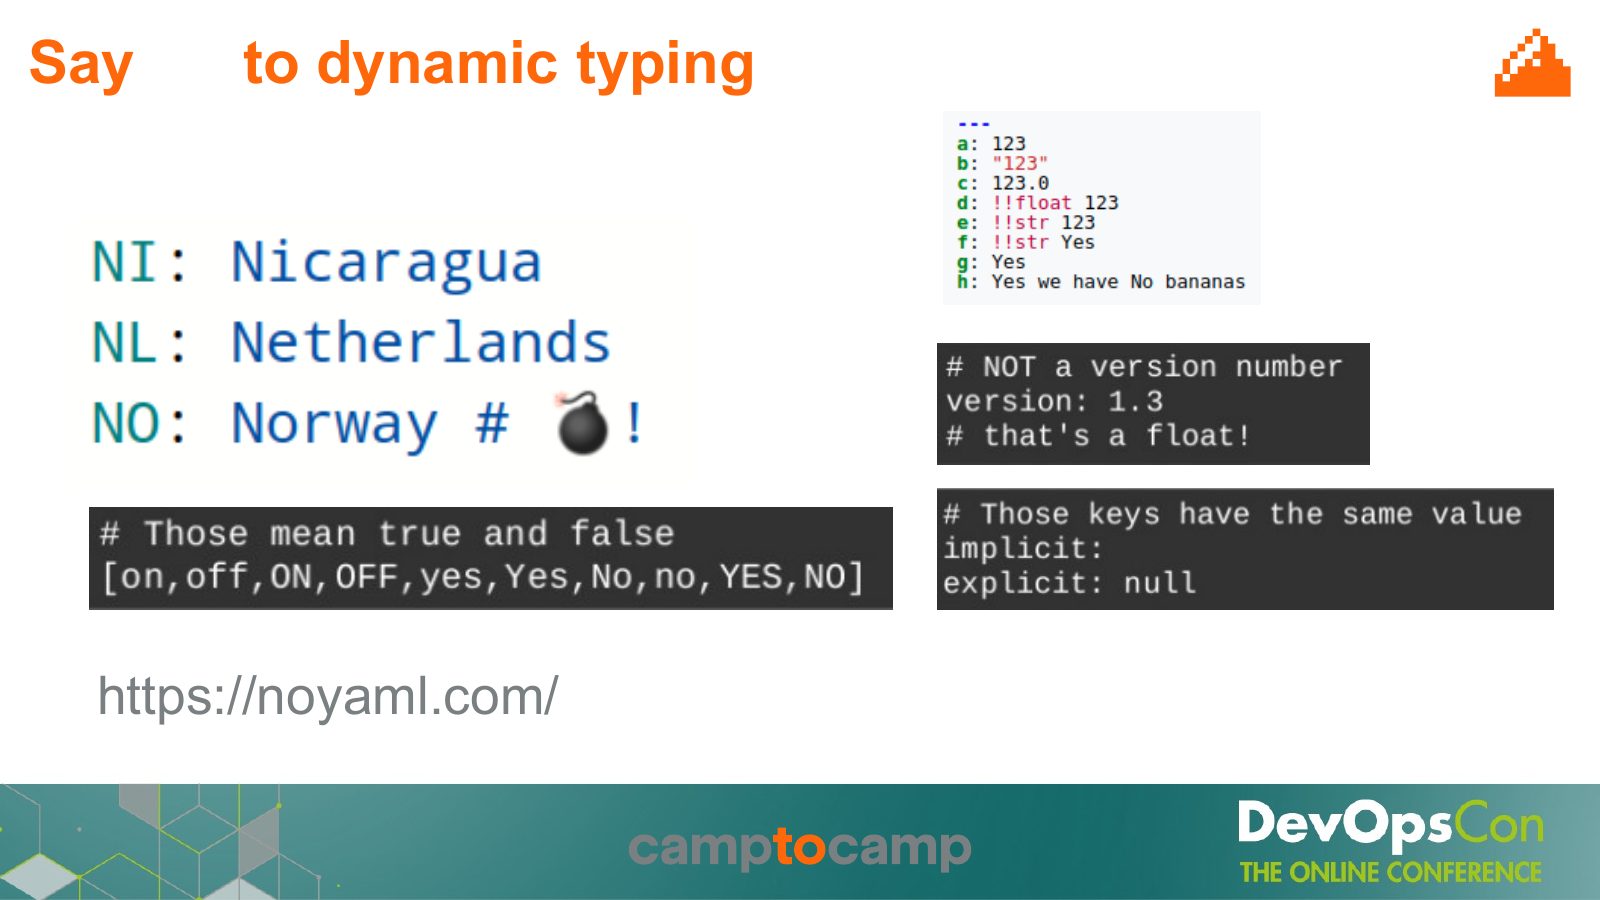 Say to dynamic typing
---
a: 123
b: "123"
c: 123.0
d: !!float 123
e: !!str 123
f: !!str Yes
g: Yes
h: Yes we have No bananas
NI: Nicaragua
NL: Netherlands
NO: Norway # 💣!
# NOT a version number
version: 1.3
# that's a float!
# Those mean true and false
[on,off,ON,OFF,yes,Yes,No,no,YES,NO]
# Those keys have the same value
implicit:
explicit: null
https://noyaml.com/
camptocamp
DevOpsCon
THE ONLINE CONFERENCE